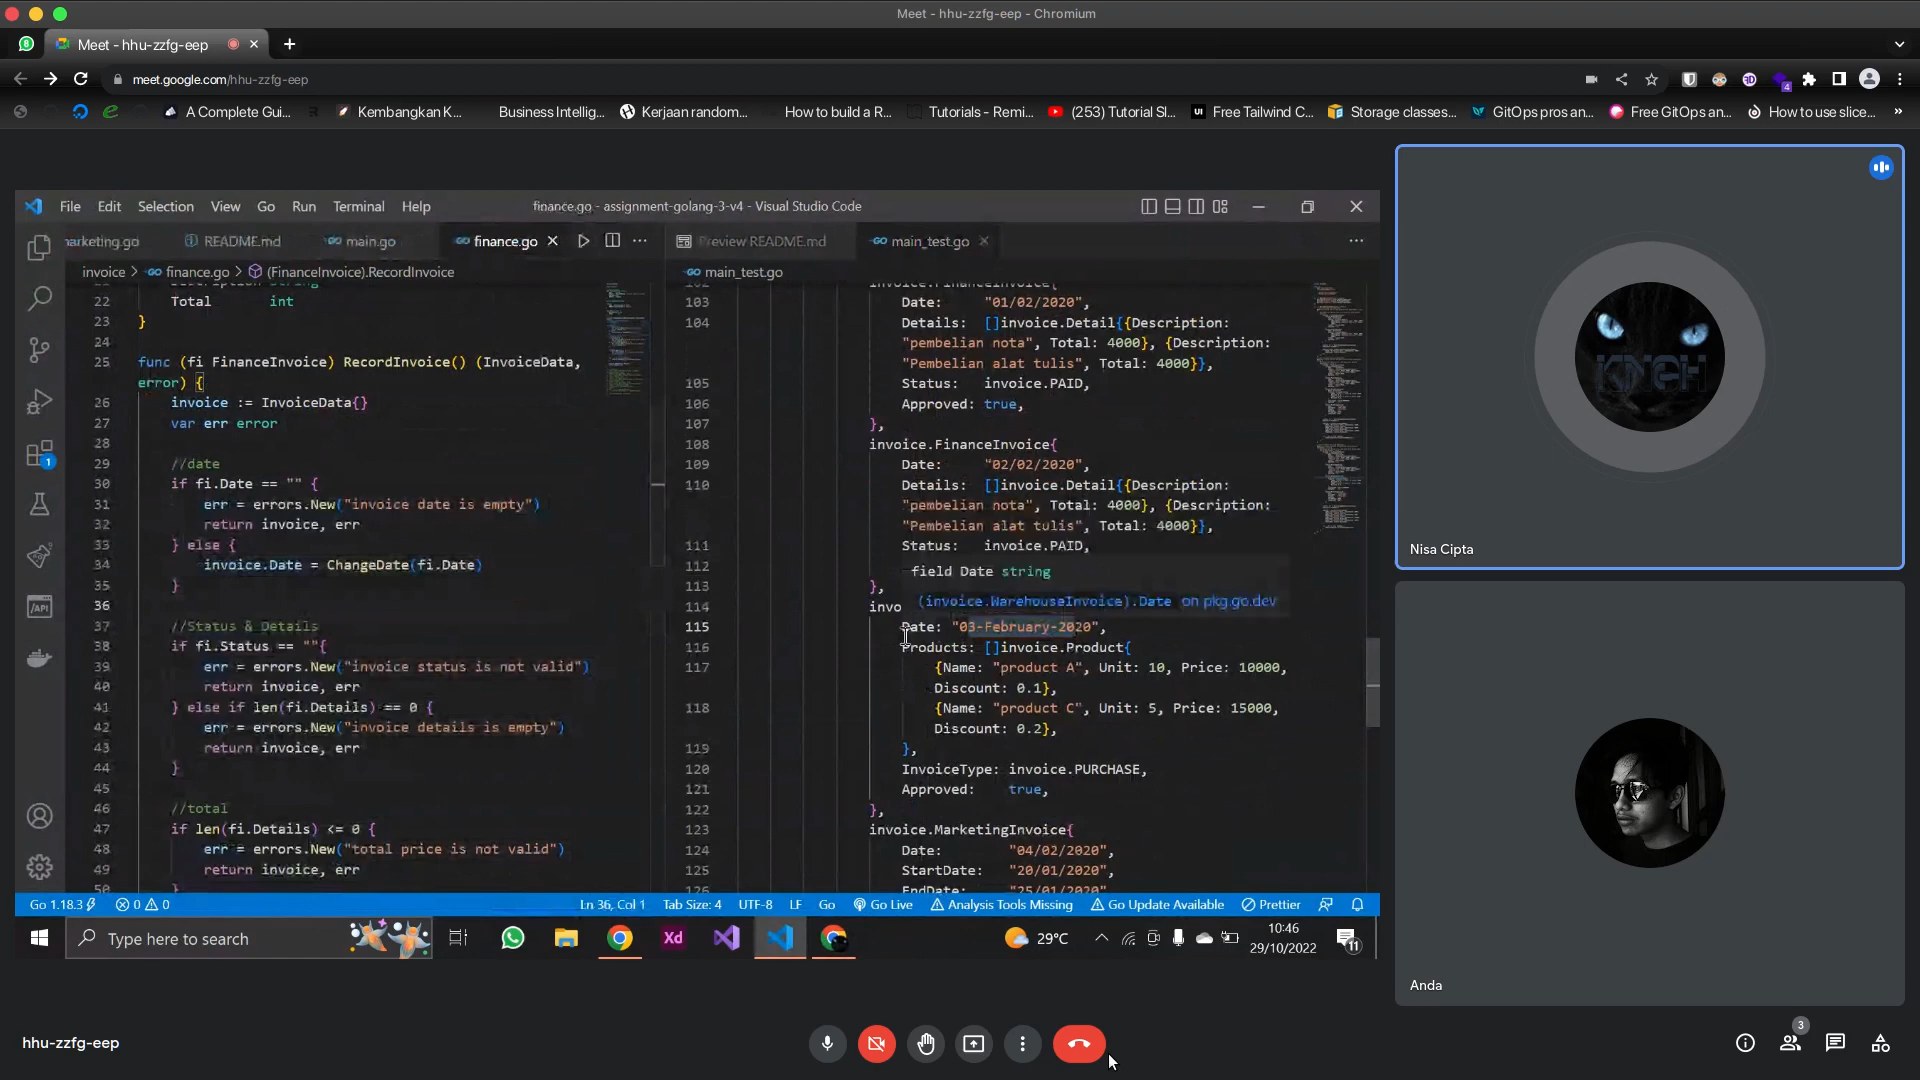 Meet - hhu-zzfg-eep - Chromium
Meet - hhu-zzfg-eep
meet.google.com/hhu-zzfg-eep
4
A Complete Gui...
Kembangkan K...
Business Intellig...
Kerjaan random...
How to build a R...
Tutorials - Remi...
(253) Tutorial Sl...
UI Free Tailwind C...
Storage classes...
GitOps pros an...
Free GitOps an...
How to use slice...
»
File Edit Selection View Go Run Terminal Help
finance.go - assignment-golang-3-v4 - Visual Studio Code
arketing.go
README.md
main.go
finance.go
Preview README.md
main_test.go
invoice > finance.go > (FinanceInvoice).RecordInvoice
main_test.go
22 Total int
23 }
24
25 func (fi FinanceInvoice) RecordInvoice() (InvoiceData,
error) {
26 invoice := InvoiceData{}
27 var err error
28
29 //date
30 if fi.Date == "" {
31 err = errors.New("invoice date is empty")
32 return invoice, err
33 } else {
34 invoice.Date = ChangeDate(fi.Date)
35 }
36
37 //Status & Details
38 if fi.Status == ""{
39 err = errors.New("invoice status is not valid")
40 return invoice, err
41 } else if len(fi.Details) == 0 {
42 err = errors.New("invoice details is empty")
43 return invoice, err
44 }
45
46 //total
47 if len(fi.Details) <= 0 {
48 err = errors.New("total price is not valid")
49 return invoice, err
50 }
invoice.FinanceInvoice{
103 Date: "01/02/2020",
104 Details: []invoice.Detail{{Description:
"pembelian nota", Total: 4000}, {Description:
"Pembelian alat tulis", Total: 4000}},
105 Status: invoice.PAID,
106 Approved: true,
107 },
108 invoice.FinanceInvoice{
109 Date: "02/02/2020",
110 Details: []invoice.Detail{{Description:
"pembelian nota", Total: 4000}, {Description:
"Pembelian alat tulis", Total: 4000}},
111 Status: invoice.PAID,
112 field Date string
113 },
114 invo (invoice.WarehouseInvoice).Date on pkg.go.dev
115 Date: "03-February-2020",
116 Products: []invoice.Product{
117 {Name: "product A", Unit: 10, Price: 10000,
Discount: 0.1},
118 {Name: "product C", Unit: 5, Price: 15000,
Discount: 0.2},
119 },
120 InvoiceType: invoice.PURCHASE,
121 Approved: true,
122 },
123 invoice.MarketingInvoice{
124 Date: "04/02/2020",
125 StartDate: "20/01/2020",
126 EndDate: "25/01/2020"
1
API
Go 1.18.3
0 0
Ln 36, Col 1
Tab Size: 4
UTF-8
LF
Go
Go Live
Analysis Tools Missing
Go Update Available
Prettier
Type here to search
Xd
29°C
10:46
29/10/2022
11
Nisa Cipta
Anda
hhu-zzfg-eep
3